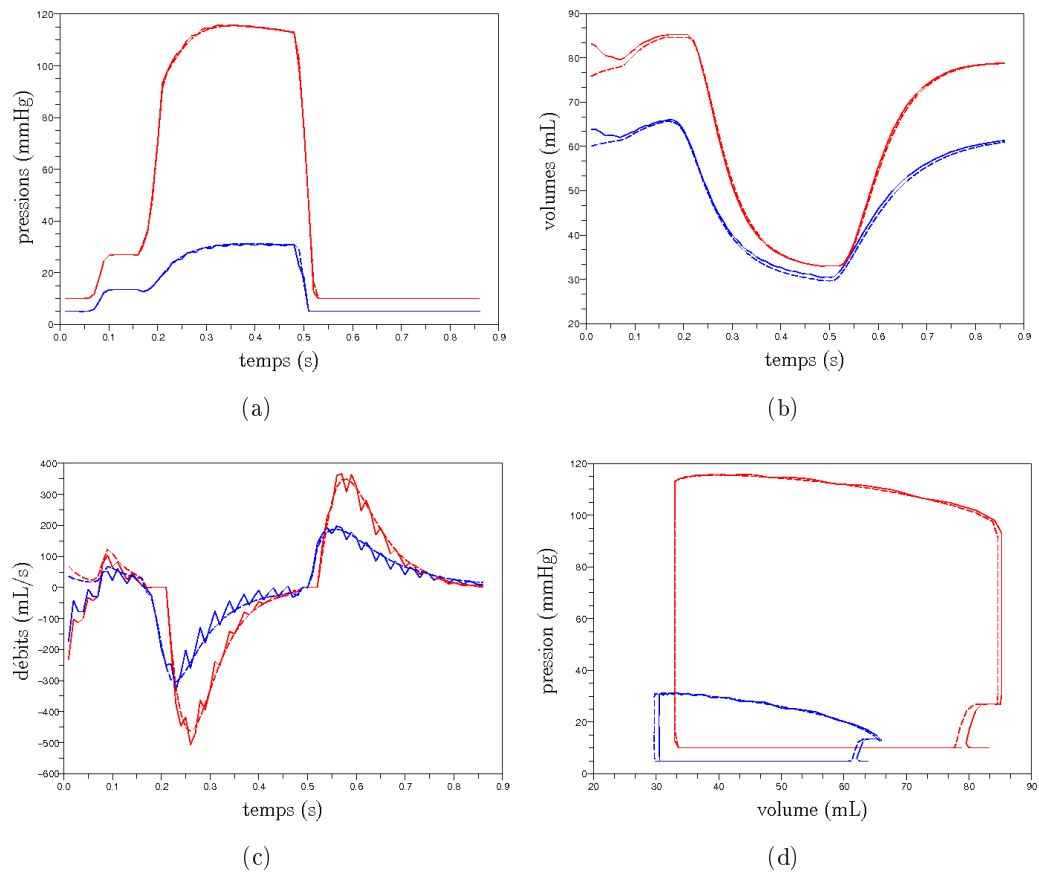 120
100
80
60
40
20
0
pressions (mmHg)
0.0 0.1 0.2 0.3 0.4 0.5 0.6 0.7 0.8 0.9
temps (s)
(a)
90
80
70
60
50
40
30
20
volumes (mL)
0.0 0.1 0.2 0.3 0.4 0.5 0.6 0.7 0.8 0.9
temps (s)
(b)
400
300
200
100
0
-100
-200
-300
-400
-500
-600
débits (mL/s)
0.0 0.1 0.2 0.3 0.4 0.5 0.6 0.7 0.8 0.9
temps (s)
(c)
120
100
80
60
40
20
0
pression (mmHg)
20 30 40 50 60 70 80 90
volume (mL)
(d)